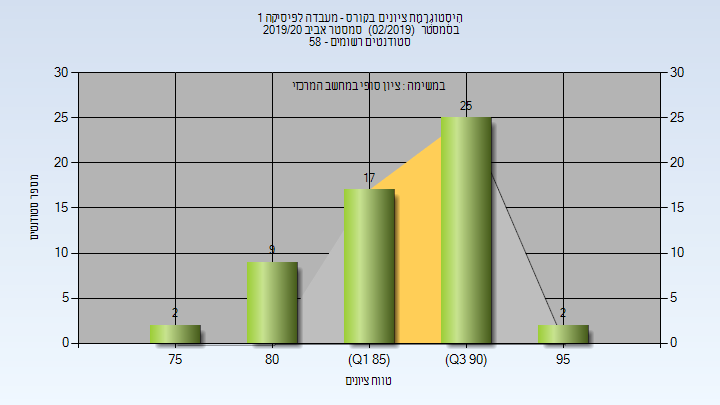 הִיסְטוֹגְרָמַת ציונים בקורס - מעבדה לפיסיקה 1
בסמסטר (02/2019) סמסטר אביב 2019/20
סטודנטים רשומים - 58
במשימה : ציון סופי במחשב המרכזי
מספר סטודנטים
30 30
25 25
20 20
15 15
10 10
5 5
0 0
2 9 17 25 2
75 80 (Q1 85) (Q3 90) 95
טווח ציונים